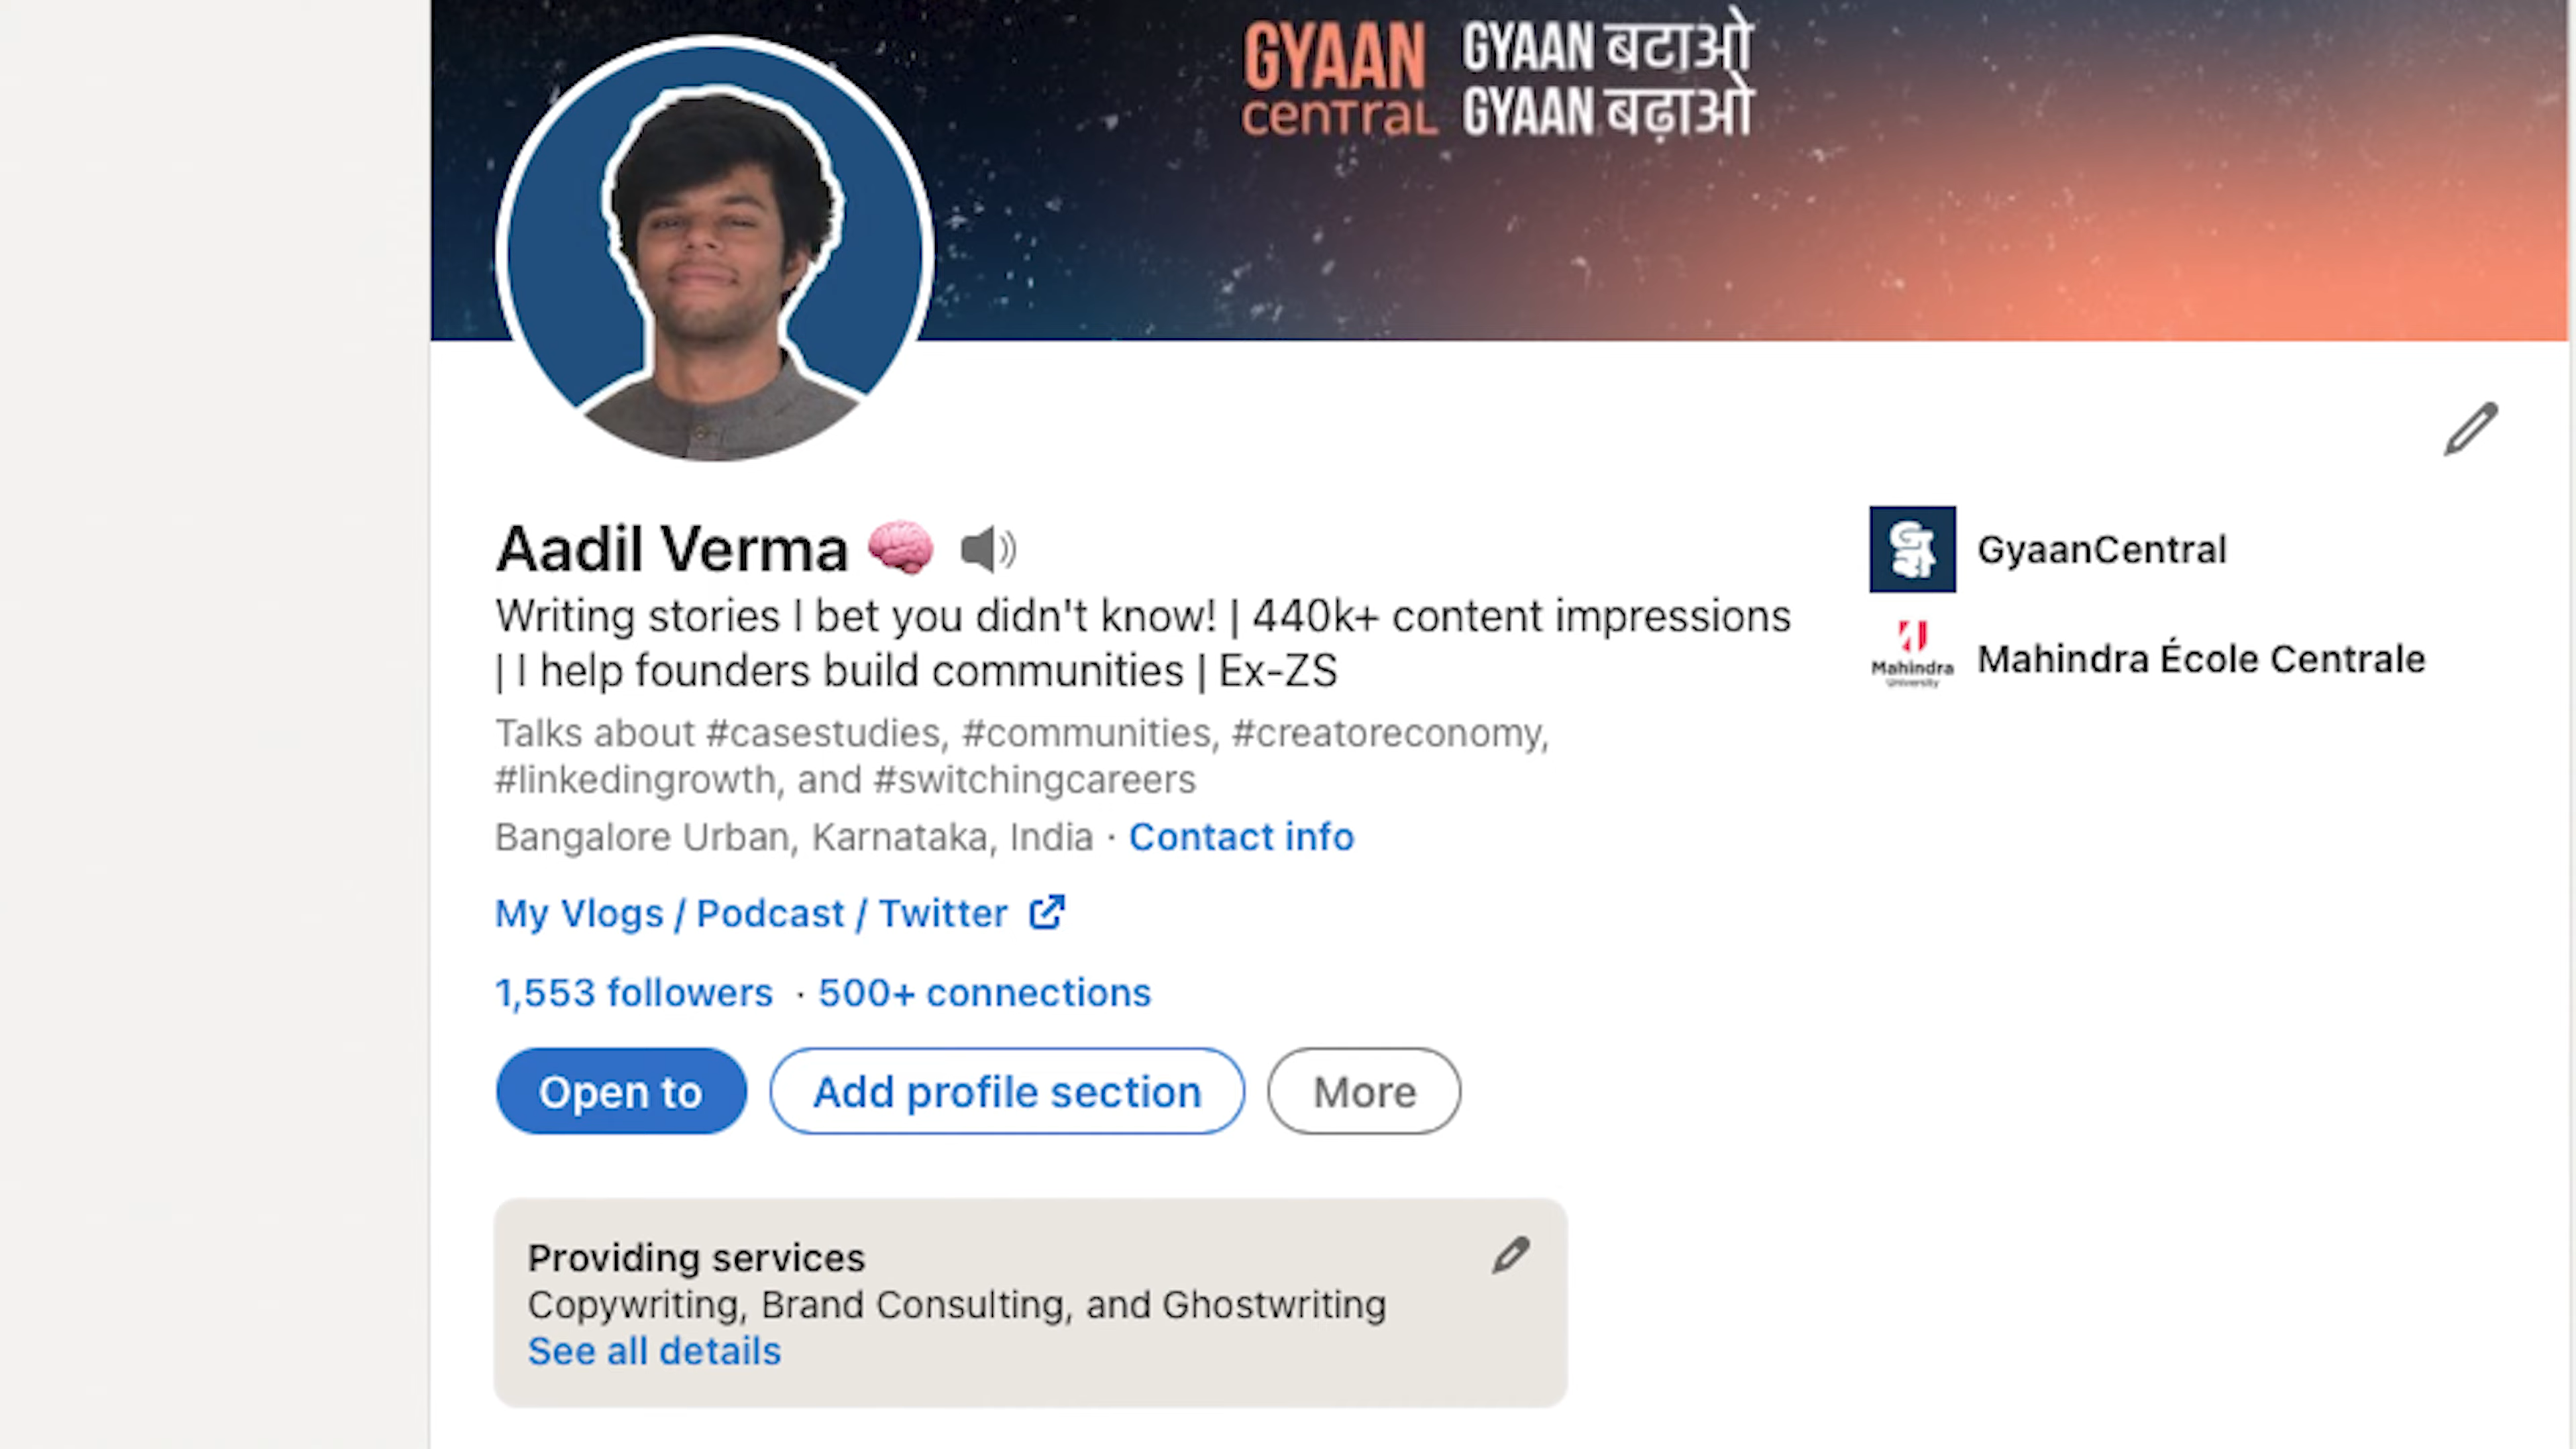 GYAAN
CENTRAL
GYAAN बटाओ
GYAAN बढ़ाओ
Aadil Verma 🧠
Writing stories I bet you didn't know! | 440k+ content impressions
| I help founders build communities | Ex-ZS
Talks about #casestudies, #communities, #creatoreconomy,
#linkedingrowth, and #switchingcareers
Bangalore Urban, Karnataka, India · Contact info
My Vlogs / Podcast / Twitter
1,553 followers · 500+ connections
Open to
Add profile section
More
Providing services
Copywriting, Brand Consulting, and Ghostwriting
See all details
GyaanCentral
Mahindra
University
Mahindra École Centrale